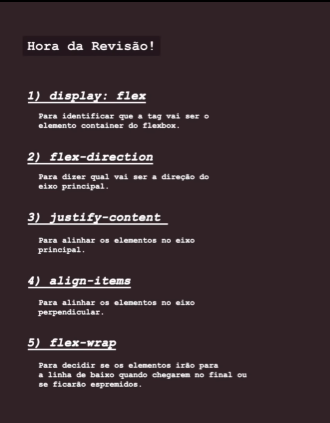 Hora da Revisão!
1) display: flex
Para identificar que a tag vai ser o
elemento container do flexbox.
2) flex-direction
Para dizer qual vai ser a direção do
eixo principal.
3) justify-content
Para alinhar os elementos no eixo
principal.
4) align-items
Para alinhar os elementos no eixo
perpendicular.
5) flex-wrap
Para decidir se os elementos irão para
a linha de baixo quando chegarem no final ou
se ficarão espremidos.